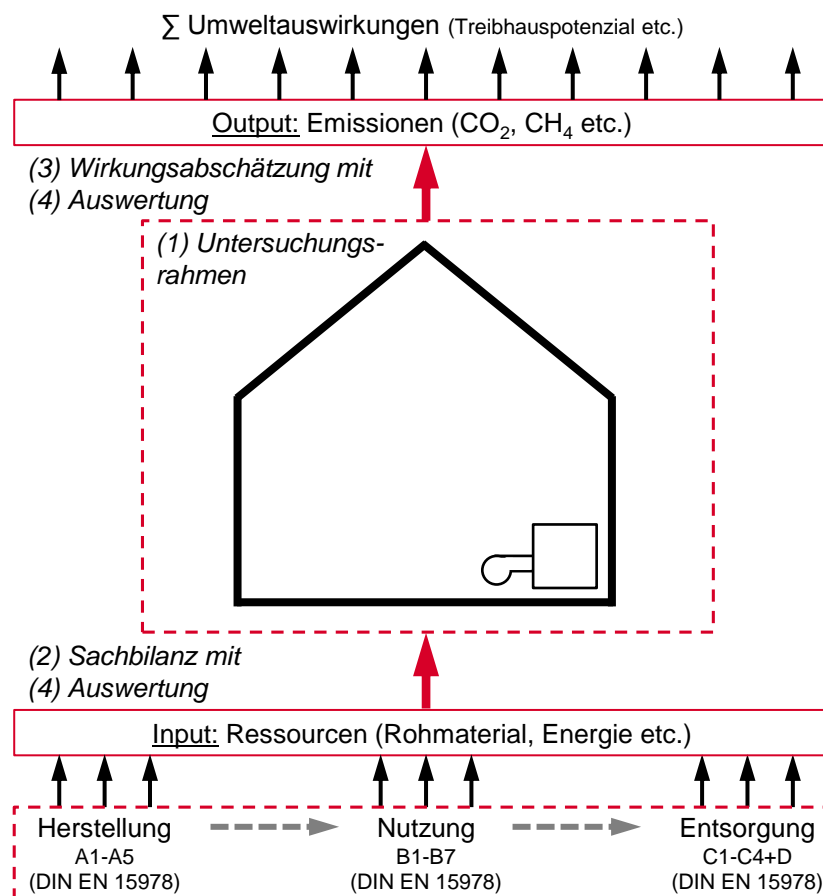 ∑ Umweltauswirkungen (Treibhauspotenzial etc.)
Output: Emissionen (CO₂, CH₄ etc.)
(3) Wirkungsabschätzung mit
(4) Auswertung
(1) Untersuchungs-
rahmen
(2) Sachbilanz mit
(4) Auswertung
Input: Ressourcen (Rohmaterial, Energie etc.)
Herstellung
A1-A5
(DIN EN 15978)
Nutzung
B1-B7
(DIN EN 15978)
Entsorgung
C1-C4+D
(DIN EN 15978)